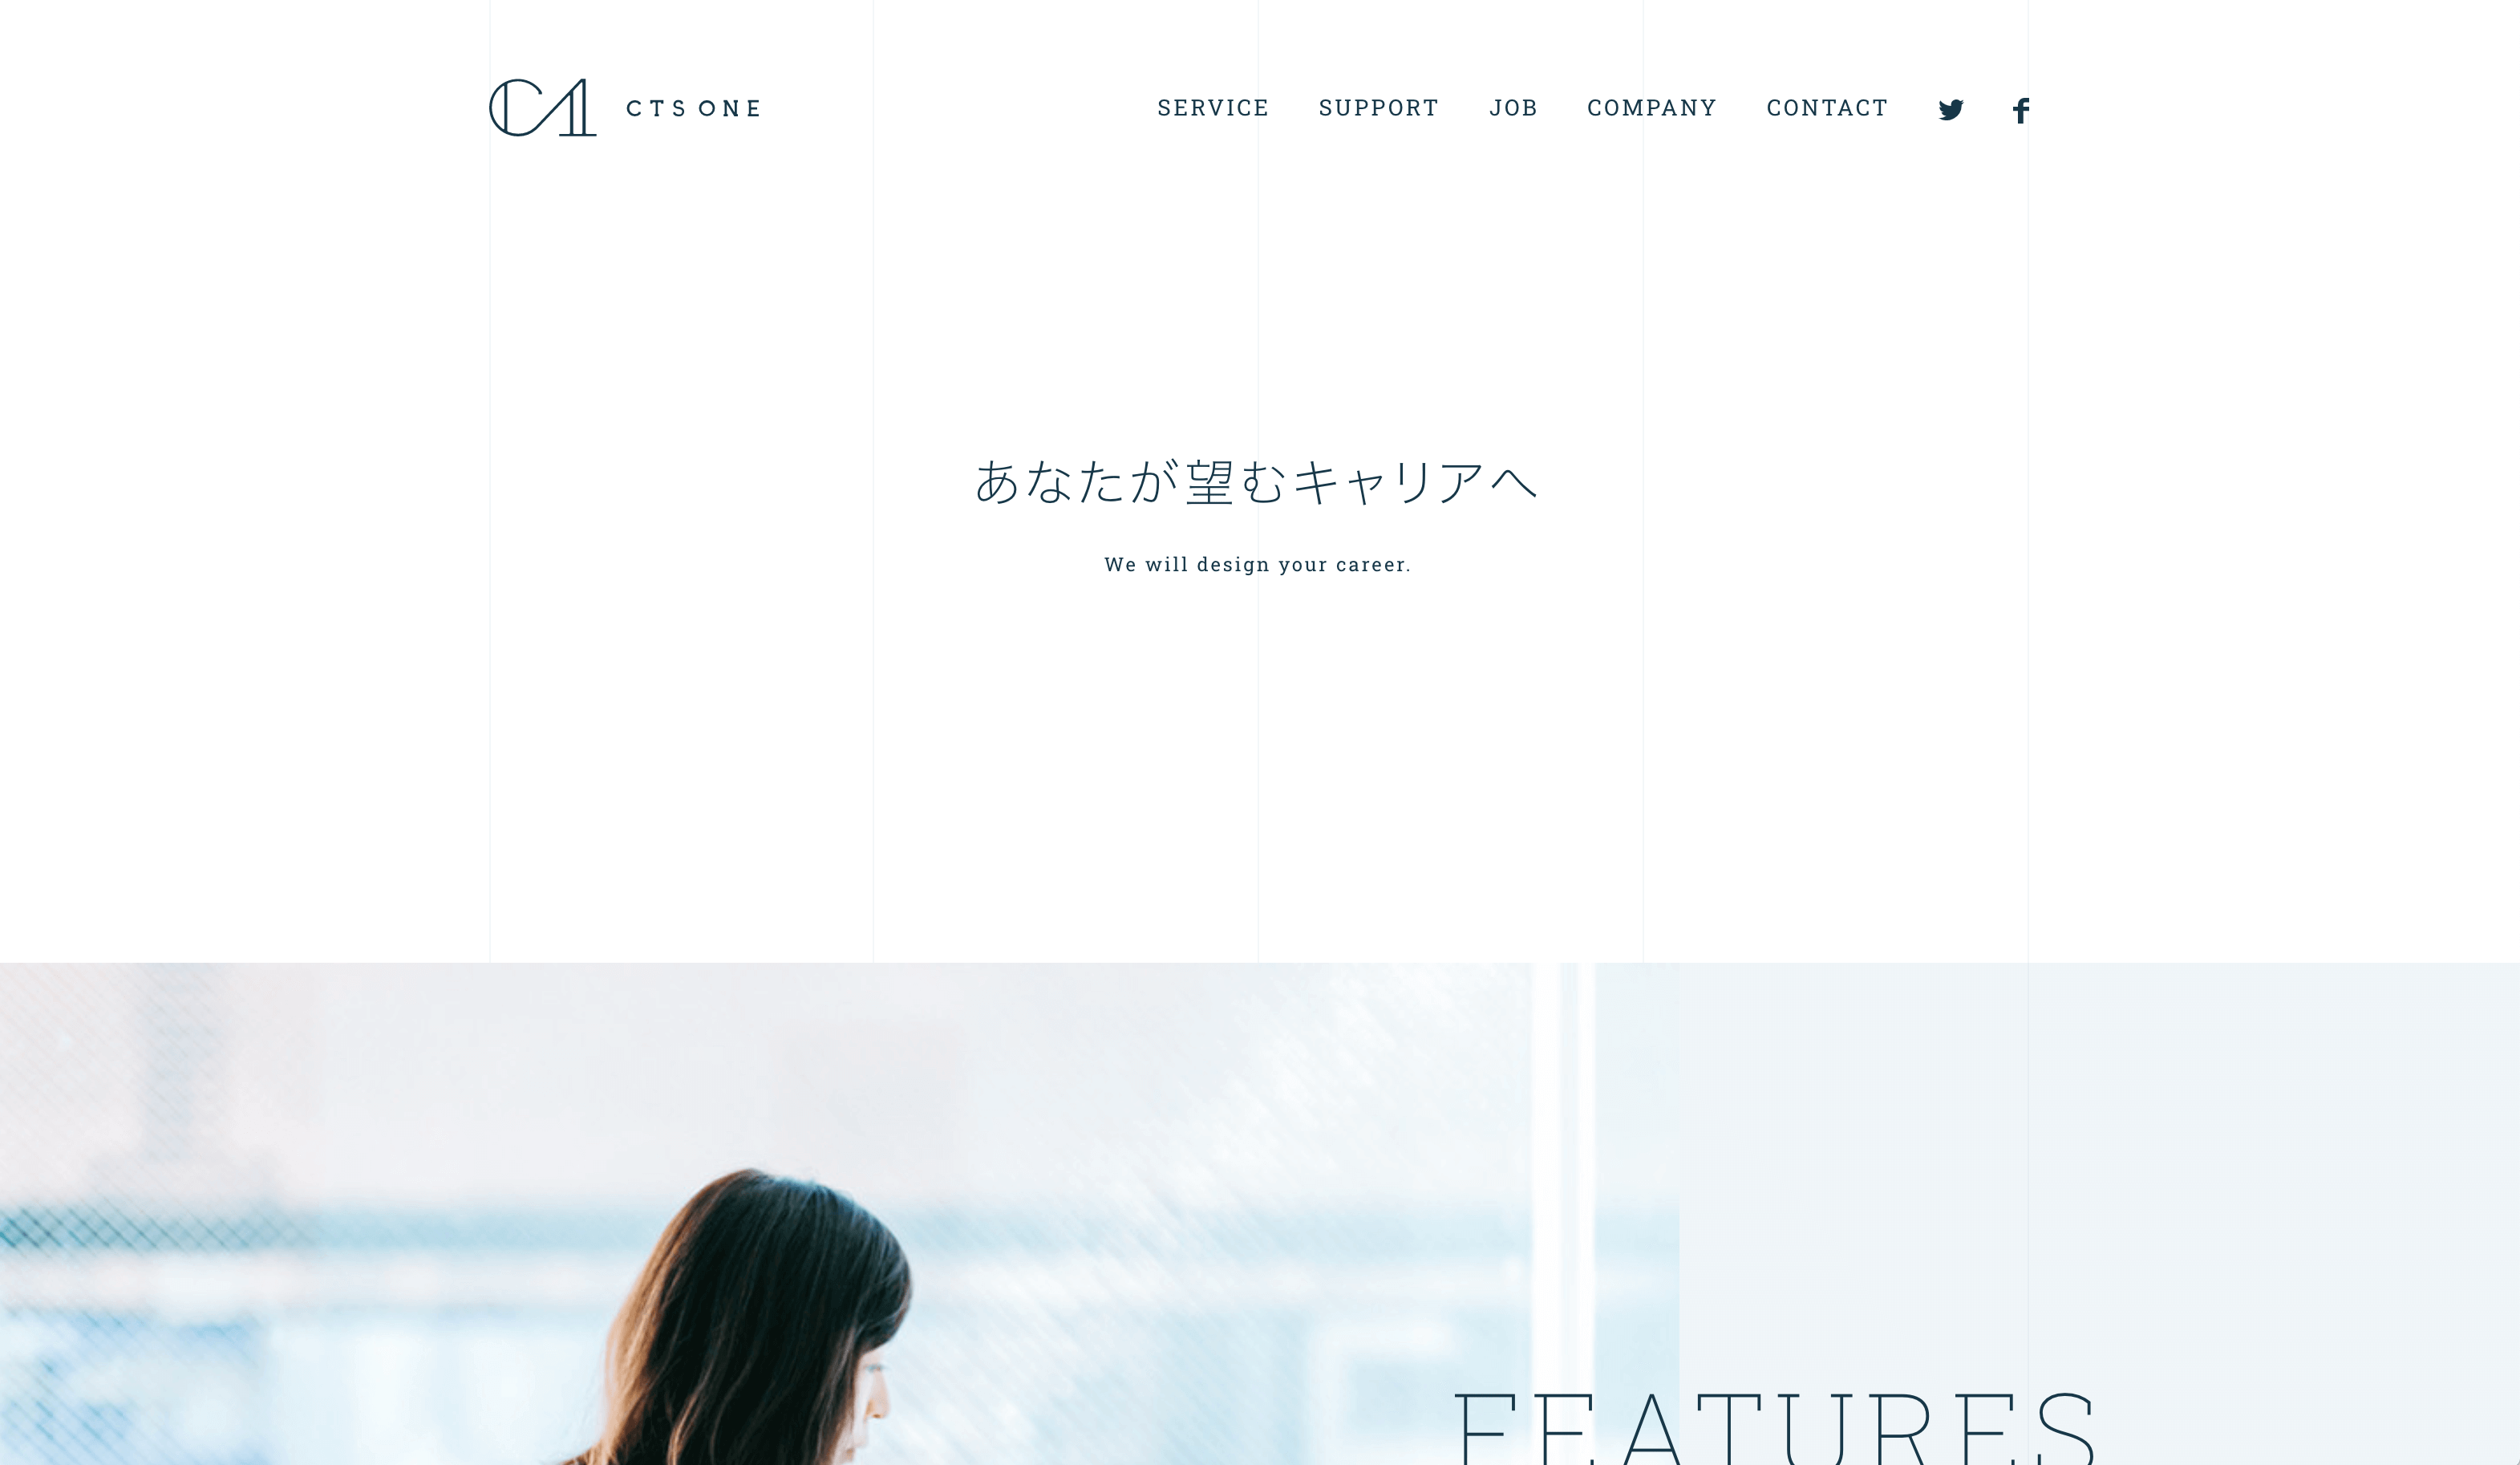 CTS ONE
SERVICE SUPPORT JOB COMPANY CONTACT
あなたが望むキャリアへ
We will design your career.
FEATURES